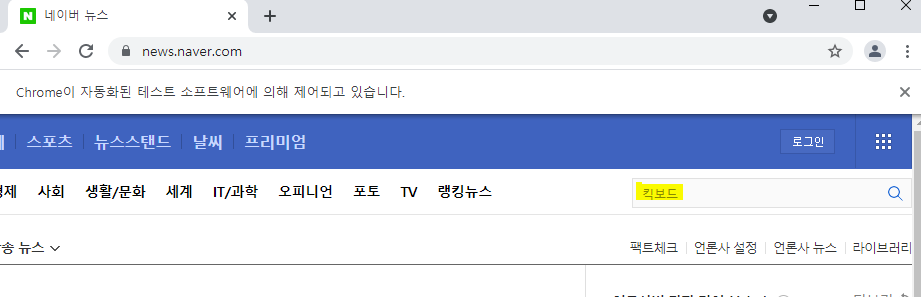 네이버 뉴스
news.naver.com
Chrome이 자동화된 테스트 소프트웨어에 의해 제어되고 있습니다.
스포츠 뉴스스탠드 날씨 프리미엄 로그인
사회 생활/문화 세계 IT/과학 오피니언 포토 TV 랭킹뉴스 킥보드
뉴스 팩트체크 언론사 설정 언론사 뉴스 라이브러리